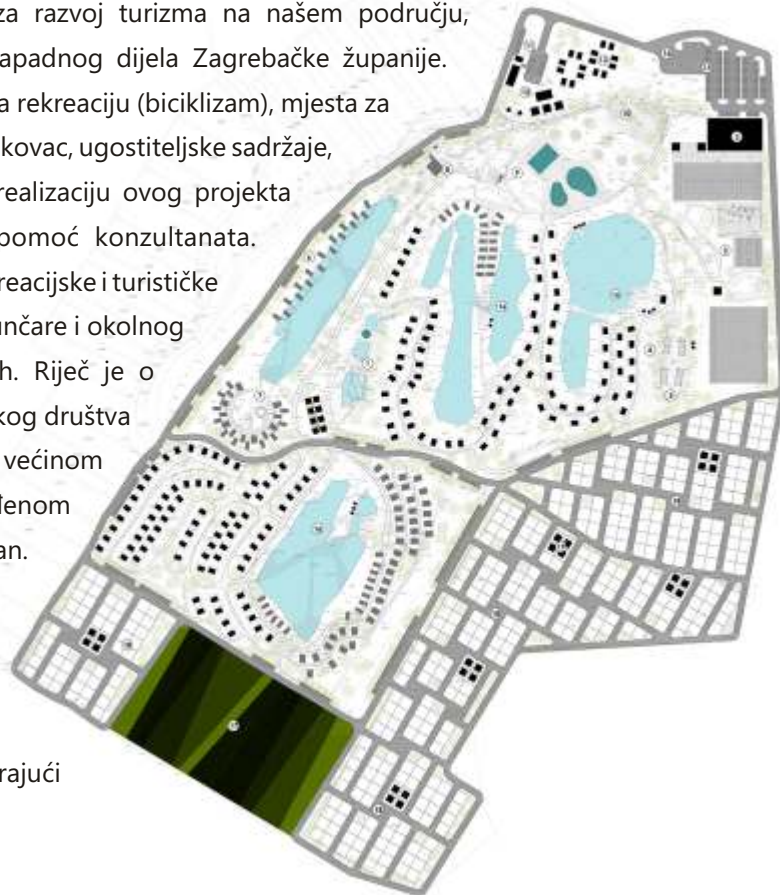 za razvoj turizma na našem području,
apadnog dijela Zagrebačke županije.
a rekreaciju (biciklizam), mjesta za
kovac, ugostiteljske sadržaje,
realizaciju ovog projekta
pomoć konzultanata.
reacijske i turističke
unčare i okolnog
h. Riječ je o
kog društva
većinom
đenom
an.
rajući